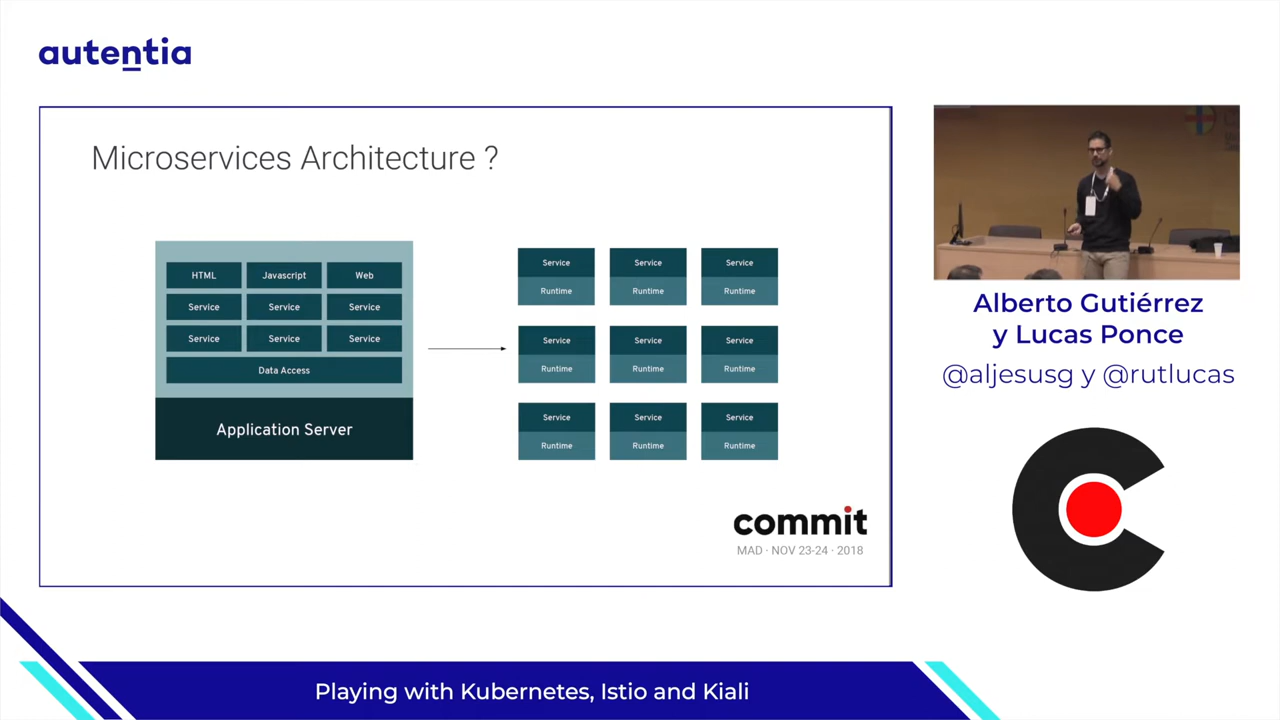 autentia
Microservices Architecture ?
HTML Javascript Web
Service Service Service
Service Service Service
Data Access
Application Server
Service Service Service
Runtime Runtime Runtime
Service Service Service
Runtime Runtime Runtime
Service Service Service
Runtime Runtime Runtime
commit
MAD · NOV 23-24 · 2018
Alberto Gutiérrez
y Lucas Ponce
@aljesusg y @rutlucas
Playing with Kubernetes, Istio and Kiali